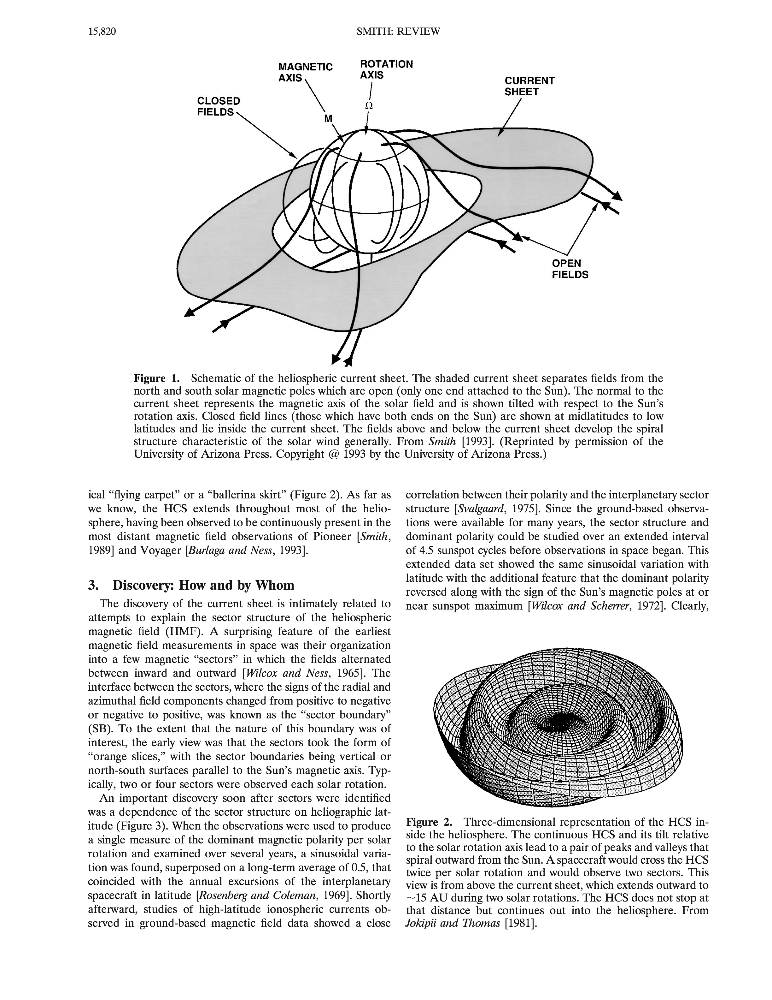 15,820
SMITH: REVIEW
MAGNETIC
AXIS
ROTATION
AXIS
CURRENT
SHEET
CLOSED
FIELDS
Ω
M
OPEN
FIELDS
Figure 1. Schematic of the heliospheric current sheet. The shaded current sheet separates fields from the
north and south solar magnetic poles which are open (only one end attached to the Sun). The normal to the
current sheet represents the magnetic axis of the solar field and is shown tilted with respect to the Sun's
rotation axis. Closed field lines (those which have both ends on the Sun) are shown at midlatitudes to low
latitudes and lie inside the current sheet. The fields above and below the current sheet develop the spiral
structure characteristic of the solar wind generally. From Smith [1993]. (Reprinted by permission of the
University of Arizona Press. Copyright @ 1993 by the University of Arizona Press.)
ical “flying carpet” or a “ballerina skirt” (Figure 2). As far as
we know, the HCS extends throughout most of the helio-
sphere, having been observed to be continuously present in the
most distant magnetic field observations of Pioneer [Smith,
1989] and Voyager [Burlaga and Ness, 1993].
3. Discovery: How and by Whom
The discovery of the current sheet is intimately related to
attempts to explain the sector structure of the heliospheric
magnetic field (HMF). A surprising feature of the earliest
magnetic field measurements in space was their organization
into a few magnetic “sectors” in which the fields alternated
between inward and outward [Wilcox and Ness, 1965]. The
interface between the sectors, where the signs of the radial and
azimuthal field components changed from positive to negative
or negative to positive, was known as the “sector boundary”
(SB). To the extent that the nature of this boundary was of
interest, the early view was that the sectors took the form of
“orange slices,” with the sector boundaries being vertical or
north-south surfaces parallel to the Sun's magnetic axis. Typ-
ically, two or four sectors were observed each solar rotation.
An important discovery soon after sectors were identified
was a dependence of the sector structure on heliographic lat-
itude (Figure 3). When the observations were used to produce
a single measure of the dominant magnetic polarity per solar
rotation and examined over several years, a sinusoidal varia-
tion was found, superposed on a long-term average of 0.5, that
coincided with the annual excursions of the interplanetary
spacecraft in latitude [Rosenberg and Coleman, 1969]. Shortly
afterward, studies of high-latitude ionospheric currents ob-
served in ground-based magnetic field data showed a close
correlation between their polarity and the interplanetary sector
structure [Svalgaard, 1975]. Since the ground-based observa-
tions were available for many years, the sector structure and
dominant polarity could be studied over an extended interval
of 4.5 sunspot cycles before observations in space began. This
extended data set showed the same sinusoidal variation with
latitude with the additional feature that the dominant polarity
reversed along with the sign of the Sun's magnetic poles at or
near sunspot maximum [Wilcox and Scherrer, 1972]. Clearly,
Figure 2. Three-dimensional representation of the HCS in-
side the heliosphere. The continuous HCS and its tilt relative
to the solar rotation axis lead to a pair of peaks and valleys that
spiral outward from the Sun. A spacecraft would cross the HCS
twice per solar rotation and would observe two sectors. This
view is from above the current sheet, which extends outward to
~15 AU during two solar rotations. The HCS does not stop at
that distance but continues out into the heliosphere. From
Jokipii and Thomas [1981].